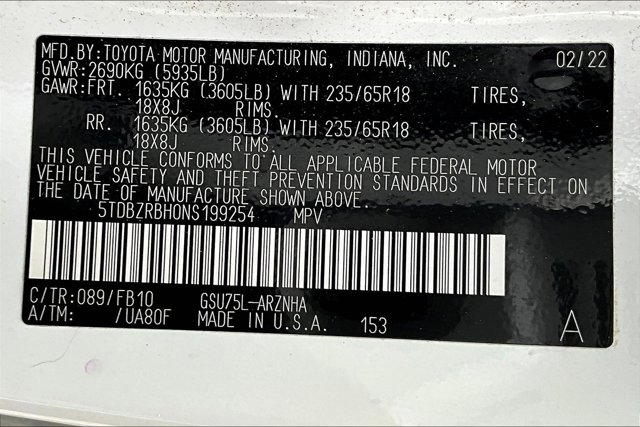 MFD.BY:TOYOTA MOTOR MANUFACTURING, INDIANA, INC. 02/22
GVWR:2690KG (5935LB)
GAWR:FRT. 1635KG (3605LB) WITH 235/65R18 TIRES,
18X8J RIMS.
RR. 1635KG (3605LB) WITH 235/65R18 TIRES,
18X8J RIMS.
THIS VEHICLE CONFORMS TO ALL APPLICABLE FEDERAL MOTOR
VEHICLE SAFETY AND THEFT PREVENTION STANDARDS IN EFFECT ON
THE DATE OF MANUFACTURE SHOWN ABOVE.
5TDBZRBH0NS199254 MPV
C/TR:089/FB10 GSU75L-ARZNHA
A/TM: /UA80F MADE IN U.S.A. 153 A